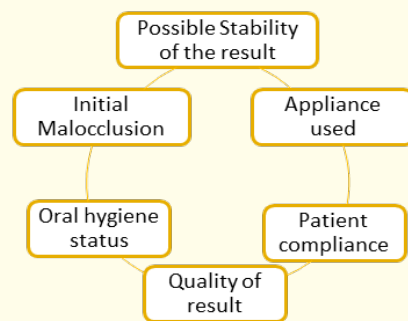 Possible Stability
of the result
Initial
Malocclusion
Appliance
used
Oral hygiene
status
Patient
compliance
Quality of
result